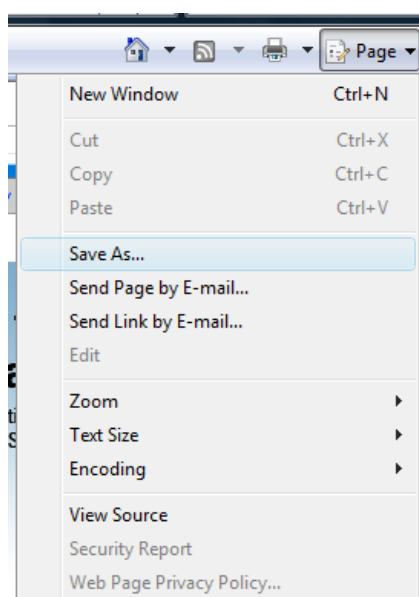 Page
New Window Ctrl+N
Cut Ctrl+X
Copy Ctrl+C
Paste Ctrl+V
Save As...
Send Page by E-mail...
Send Link by E-mail...
Edit
Zoom
Text Size
Encoding
View Source
Security Report
Web Page Privacy Policy...